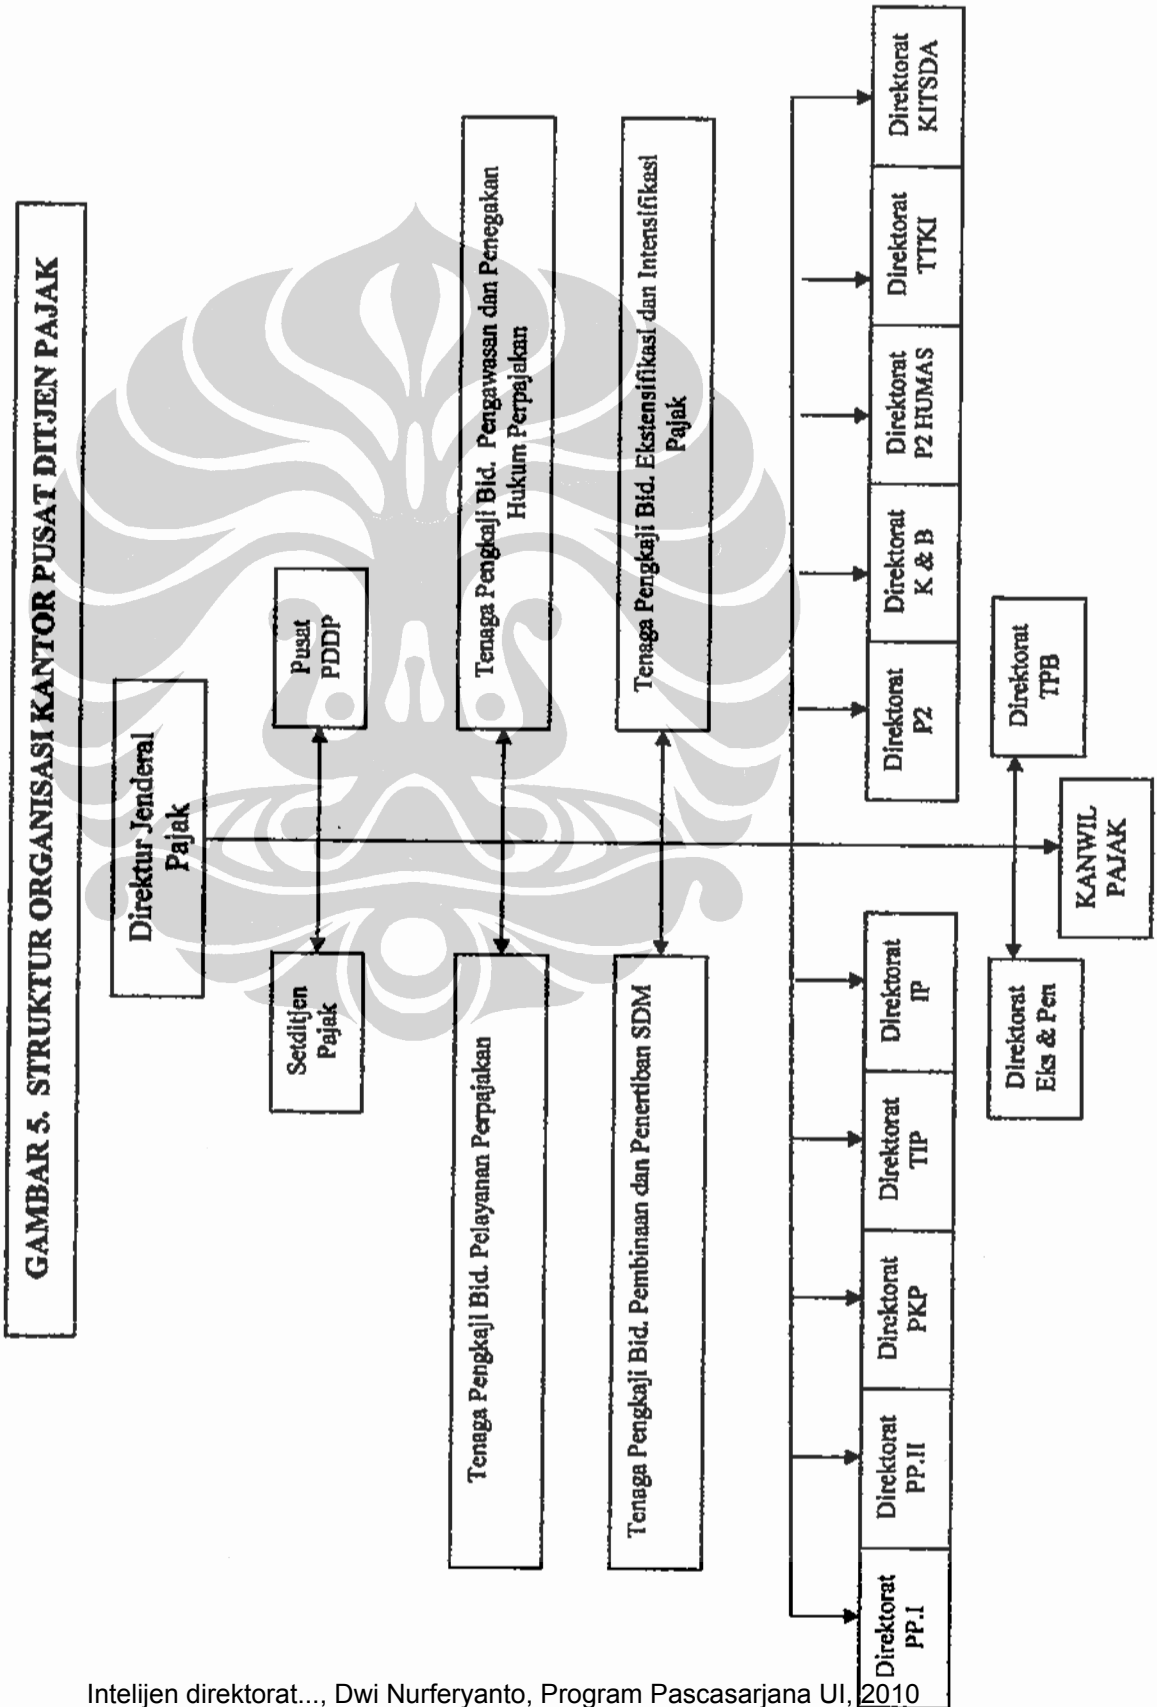 GAMBAR 5. STRUKTUR ORGANISASI KANTOR PUSAT DITJEN PAJAK
Direktur Jenderal
Pajak
Setditjen
Pajak
Pusat
PDDP
Tenaga Pengkaji Bid. Pelayanan Perpajakan
Tenaga Pengkaji Bid. Pengawasan dan Penegakan
Hukum Perpajakan
Tenaga Pengkaji Bid. Pembinaan dan Penertiban SDM
Tenaga Pengkaji Bid. Ekstensifikasi dan Intensifikasi
Pajak
Direktorat
PP.I
Direktorat
PP.II
Direktorat
PKP
Direktorat
TIP
Direktorat
IP
Direktorat
P2
Direktorat
K & B
Direktorat
P2 HUMAS
Direktorat
TTKI
Direktorat
KITSDA
Direktorat
Eks & Pen
Direktorat
TPB
KANWIL
PAJAK
Intelijen direktorat..., Dwi Nurferyanto, Program Pascasarjana UI, 2010